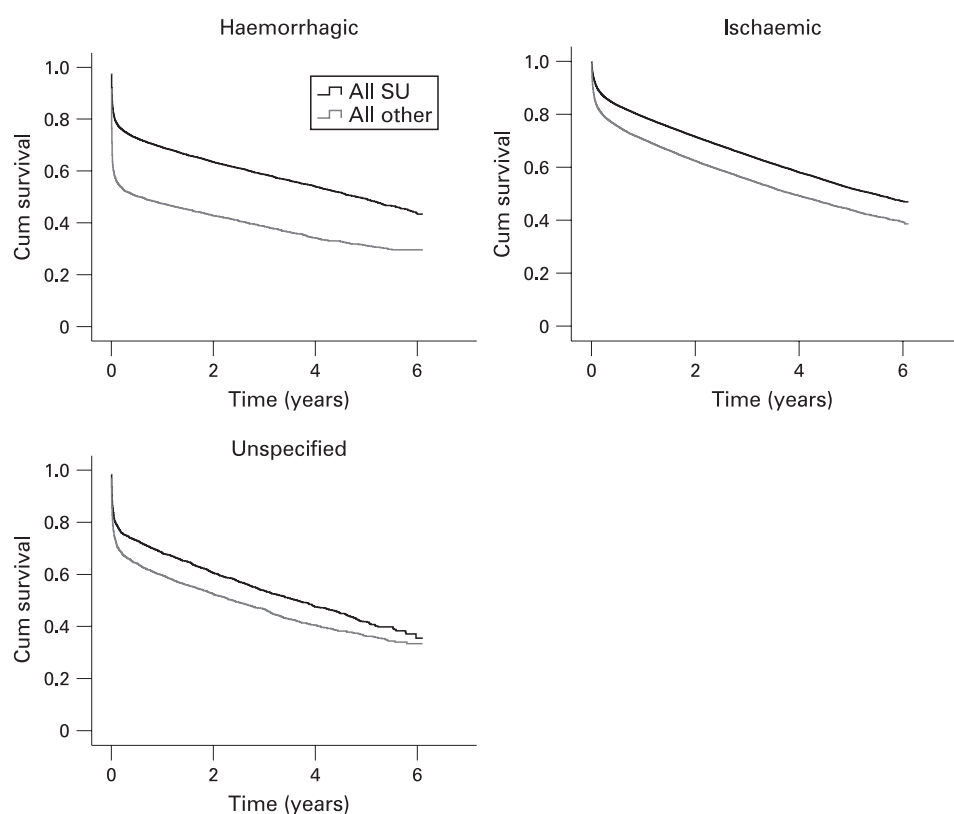 Haemorrhagic
1.0
0.8
0.6
0.4
0.2
0
Cum survival
All SU
All other
0 2 4 6
Time (years)
Ischaemic
1.0
0.8
0.6
0.4
0.2
0
Cum survival
0 2 4 6
Time (years)
Unspecified
1.0
0.8
0.6
0.4
0.2
0
Cum survival
0 2 4 6
Time (years)